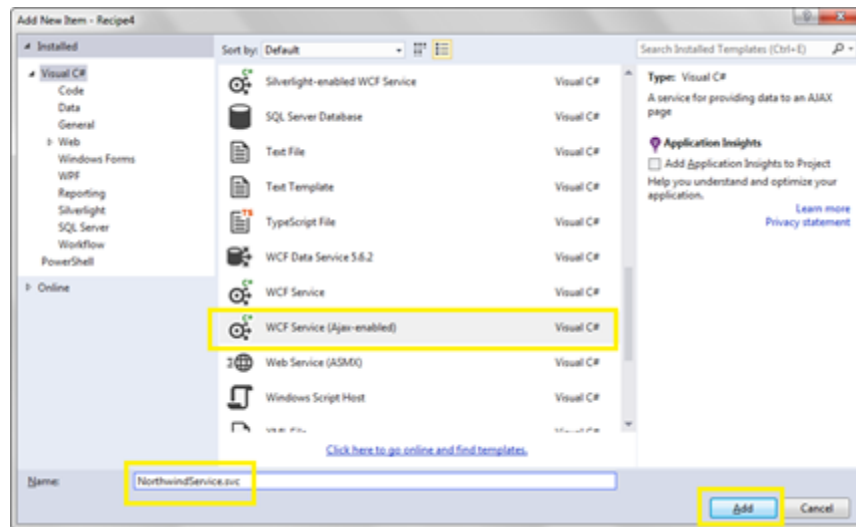 Add New Item - Recipe4
Installed
Sort by: Default
Search Installed Templates (Ctrl+E)
Visual C#
Code
Data
General
Web
Windows Forms
WPF
Reporting
Silverlight
SQL Server
Workflow
PowerShell
Online
Silverlight-enabled WCF Service Visual C#
SQL Server Database Visual C#
Text File Visual C#
Text Template Visual C#
TypeScript File Visual C#
WCF Data Service 5.6.2 Visual C#
WCF Service Visual C#
WCF Service (Ajax-enabled) Visual C#
Web Service (ASMX) Visual C#
Windows Script Host Visual C#
Click here to go online and find templates.
Type: Visual C#
A service for providing data to an AJAX
page
Application Insights
Add Application Insights to Project
Help you understand and optimize your
application.
Learn more
Privacy statement
Name: NorthwindService.svc
Add Cancel